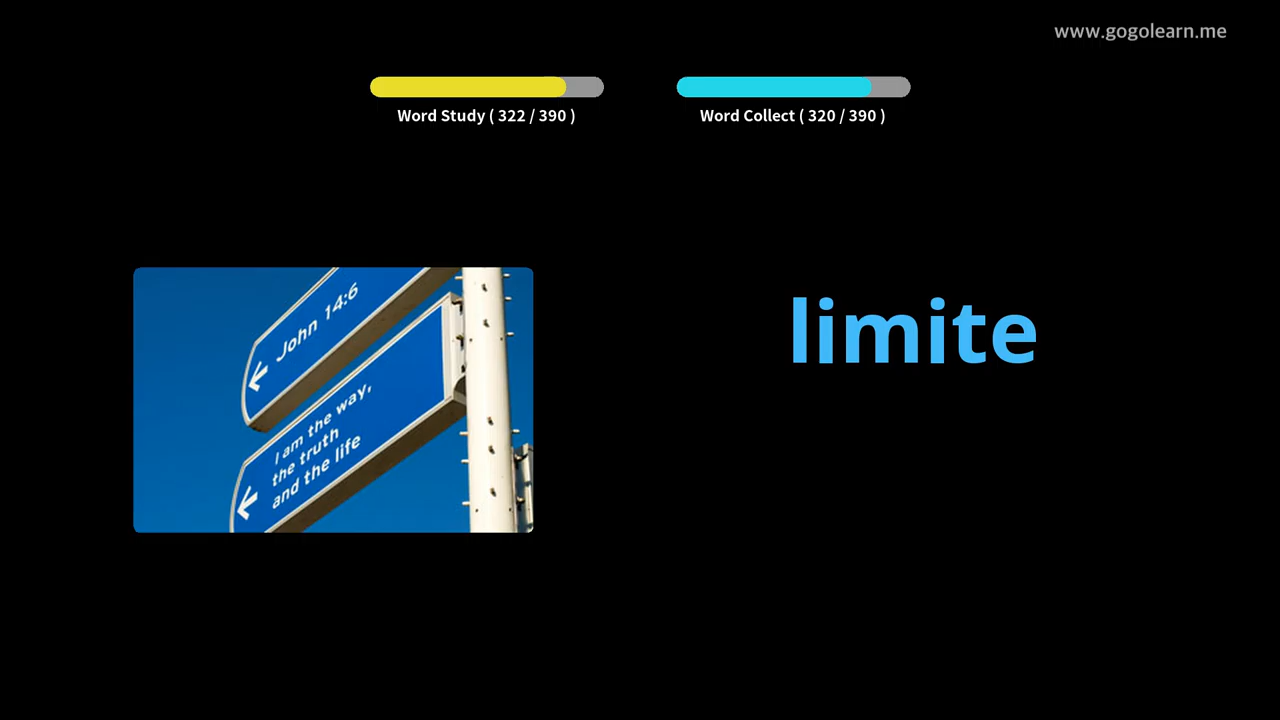 www.gogolearn.me
Word Study ( 322 / 390 )
Word Collect ( 320 / 390 )
John 14:6
I am the way,
the truth
and the life
limite